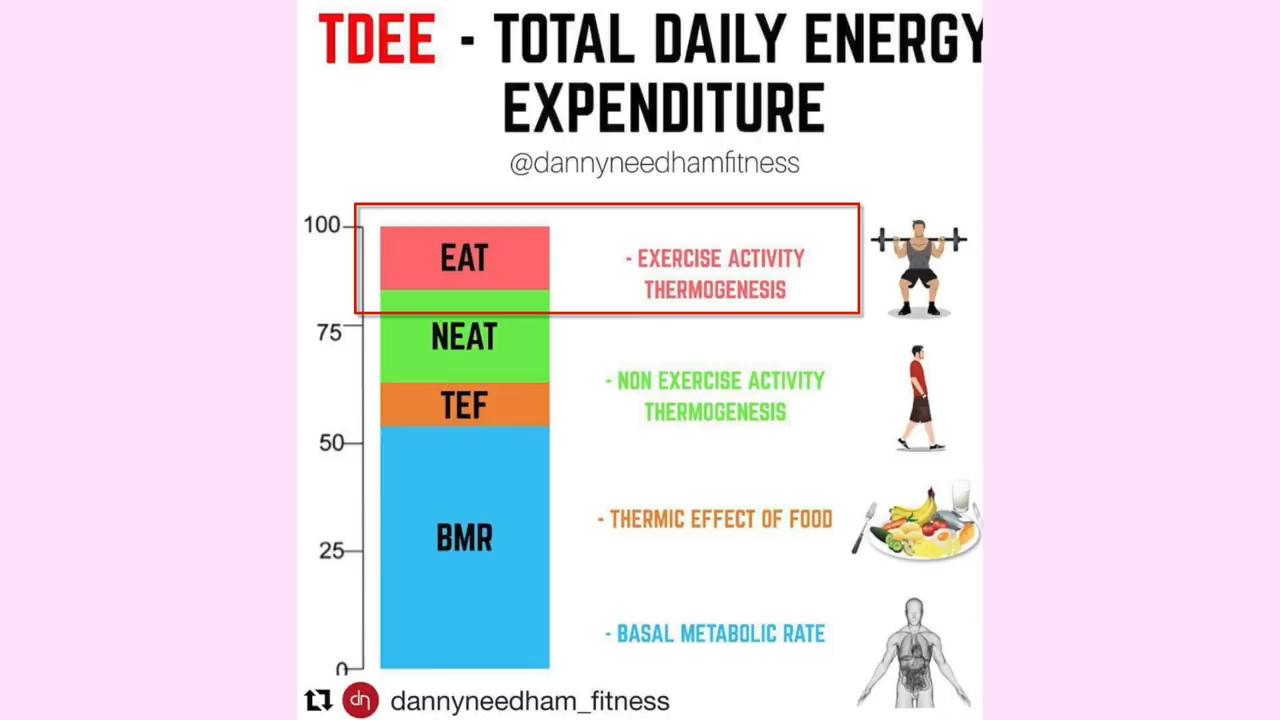 TDEE - TOTAL DAILY ENERGY
EXPENDITURE
@dannyneedhamfitness
100
EAT
- EXERCISE ACTIVITY
THERMOGENESIS
75
NEAT
- NON EXERCISE ACTIVITY
THERMOGENESIS
TEF
50
- THERMIC EFFECT OF FOOD
BMR
25
- BASAL METABOLIC RATE
0
dn dannyneedham_fitness